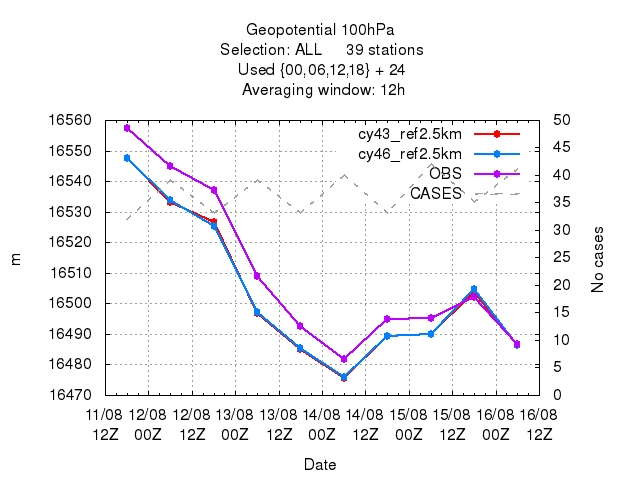 Geopotential 100hPa
Selection: ALL     39 stations
Used {00,06,12,18} + 24
Averaging window: 12h
16560
16550
16540
16530
16520
16510
16500
16490
16480
16470
m
cy43_ref2.5km
cy46_ref2.5km
OBS
CASES
50
45
40
35
30
25
20
15
10
5
0
No cases
11/08 12/08 12/08 13/08 13/08 14/08 14/08 15/08 15/08 16/08 16/08
12Z 00Z 12Z 00Z 12Z 00Z 12Z 00Z 12Z 00Z 12Z
Date